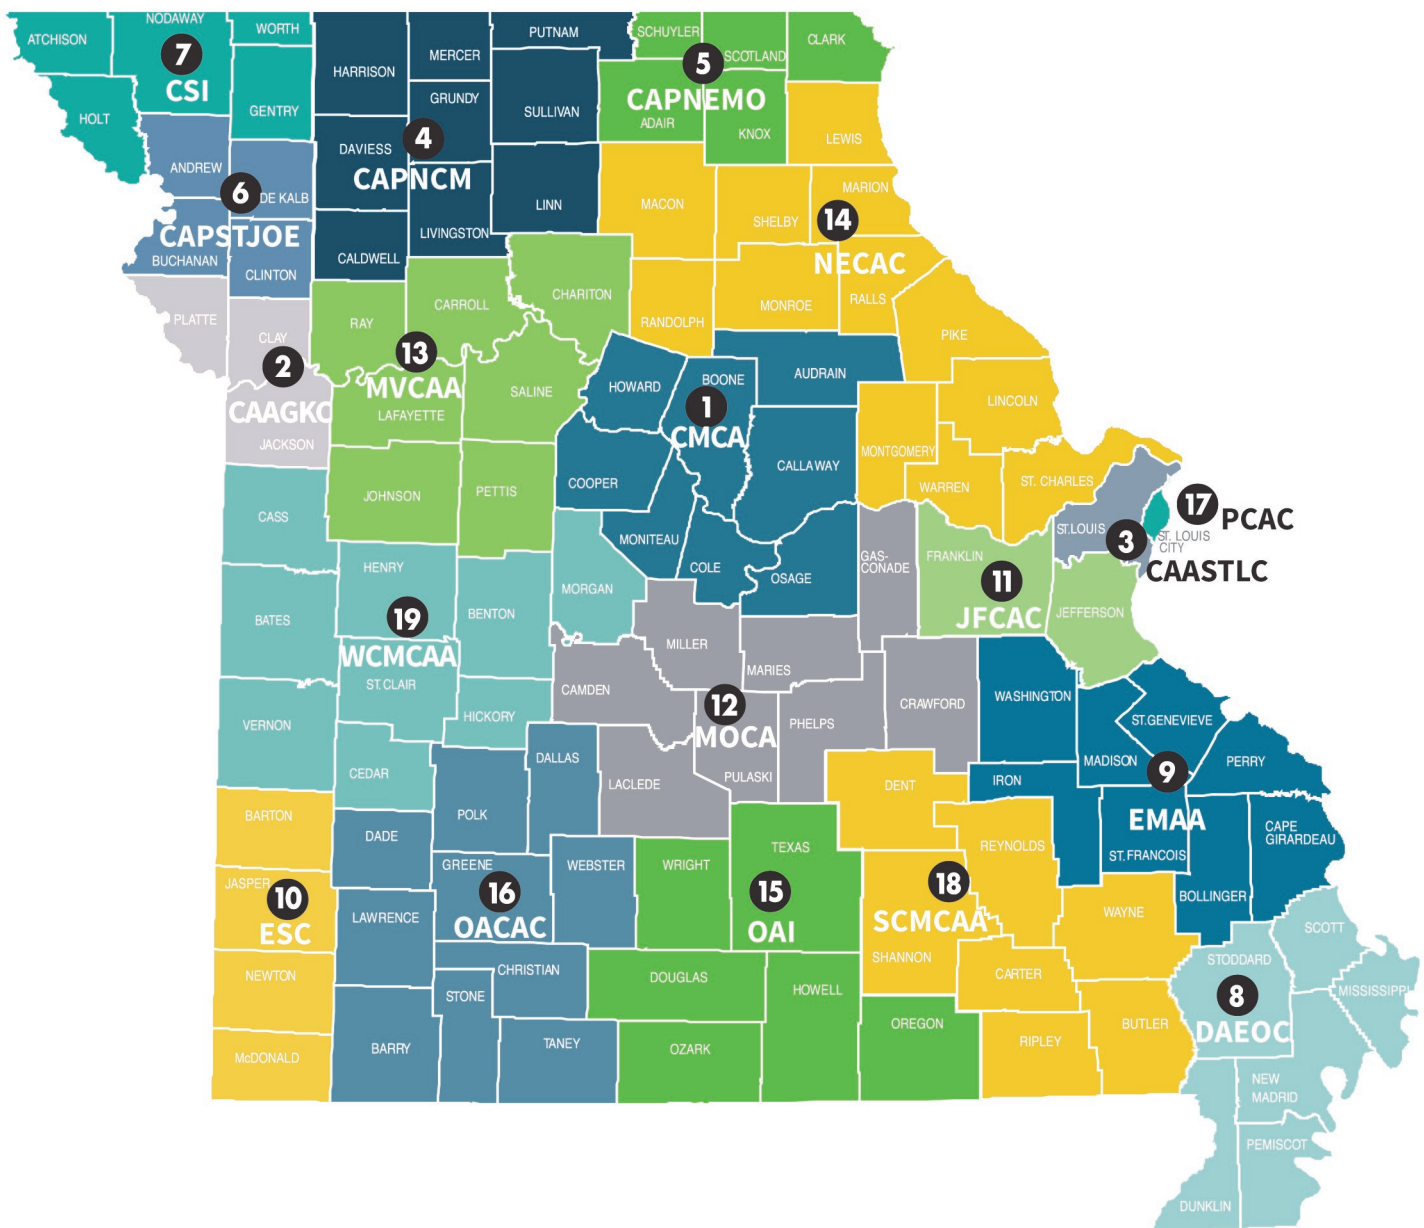 NODAWAY
ATCHISON
WORTH
7
CSI
HOLT
GENTRY
PUTNAM
MERCER
HARRISON
GRUNDY
SULLIVAN
DAVIESS
4
CAPNCM
LINN
LIVINGSTON
CALDWELL
SCHUYLER
SCOTLAND
CLARK
5
CAPNEMO
ADAIR
KNOX
ANDREW
6
DE KALB
CAPSTJOE
BUCHANAN
CLINTON
LEWIS
MARION
MACON
SHELBY
14
NECAC
MONROE
RALLS
RANDOLPH
PIKE
LINCOLN
MONTGOMERY
WARREN
ST. CHARLES
PLATTE
CLAY
2
CAAGKC
JACKSON
CHARITON
CARROLL
RAY
13
MVCAA
LAFAYETTE
SALINE
JOHNSON
PETTIS
HOWARD
BOONE
AUDRAIN
1
CMCA
CALLAWAY
COOPER
MONITEAU
COLE
OSAGE
ST.LOUIS
3
CAASTLC
17
PCAC
ST. LOUIS
CITY
CASS
HENRY
MORGAN
BATES
19
BENTON
WCMCAA
ST.CLAIR
VERNON
HICKORY
CEDAR
GAS-
CONADE
MILLER
MARIES
CAMDEN
12
MOCA
PHELPS
CRAWFORD
PULASKI
LACLEDE
FRANKLIN
11
JFCAC
JEFFERSON
WASHINGTON
ST.GENEVIEVE
MADISON
9
PERRY
IRON
EMAA
CAPE
GIRARDEAU
ST. FRANCOIS
BOLLINGER
BARTON
JASPER
10
ESC
NEWTON
McDONALD
DALLAS
POLK
DADE
GREENE
WEBSTER
16
OACAC
LAWRENCE
CHRISTIAN
STONE
BARRY
TANEY
WRIGHT
TEXAS
15
OAI
DOUGLAS
HOWELL
OZARK
OREGON
DENT
REYNOLDS
18
SCMCAA
SHANNON
CARTER
WAYNE
RIPLEY
BUTLER
SCOTT
STODDARD
MISSISSIPPI
8
DAEOC
NEW
MADRID
PEMISCOT
DUNKLIN